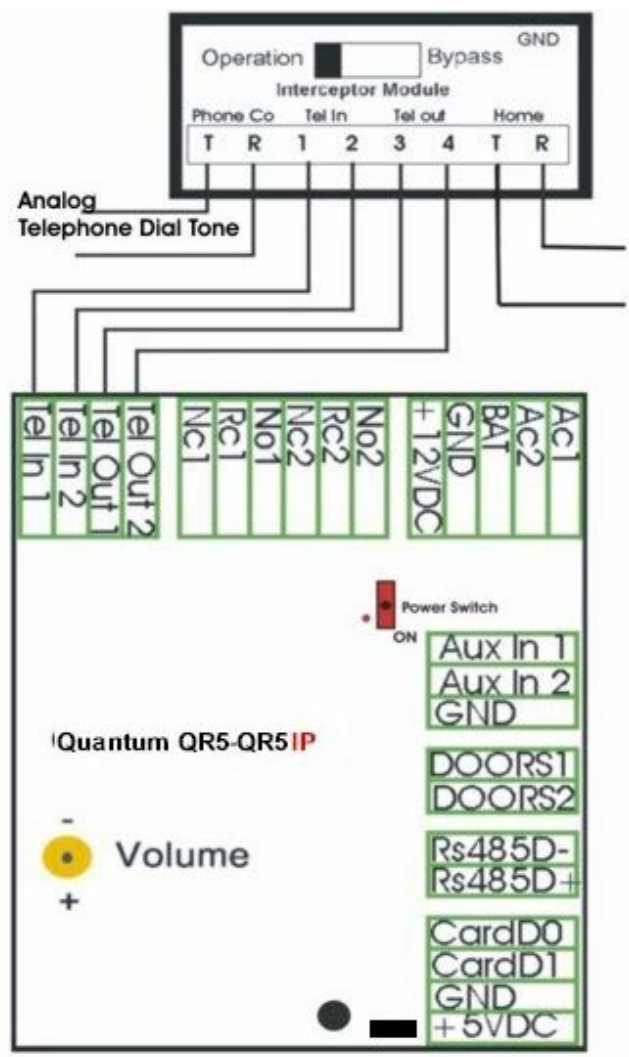 GND
Operation Bypass
Interceptor Module
Phone Co Tel In Tel out Home
T R 1 2 3 4 T R
Analog
Telephone Dial Tone
Tel In 1
Tel In 2
Tel Out 1
Tel Out 2
Nc1
Rc1
No1
Nc2
Rc2
No2
+12VDC
GND
BAT
Ac2
Ac1
Power Switch
ON
Aux In 1
Aux In 2
GND
Quantum QR5-QR5IP
DOORS1
DOORS2
-
Volume
+
Rs485D-
Rs485D+
CardD0
CardD1
GND
+5VDC